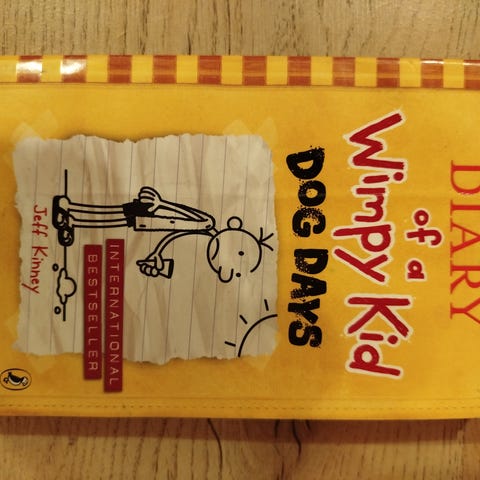 DIARY
of a
Wimpy Kid
DOG DAYS
INTERNATIONAL
BESTSELLER
Jeff Kinney